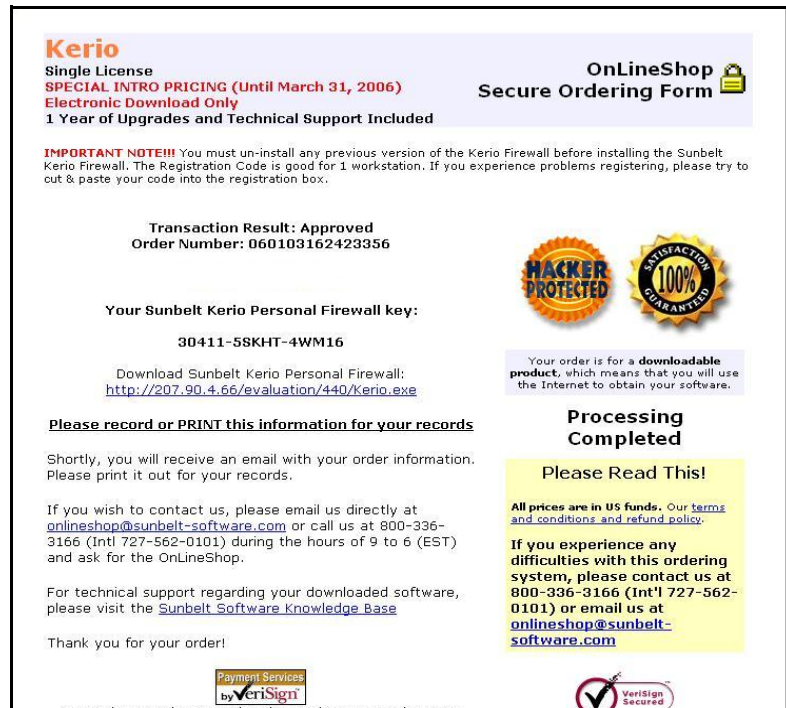 Kerio
Single License
SPECIAL INTRO PRICING (Until March 31, 2006)
Electronic Download Only
1 Year of Upgrades and Technical Support Included
OnLineShop
Secure Ordering Form
IMPORTANT NOTE!!! You must un-install any previous version of the Kerio Firewall before installing the Sunbelt
Kerio Firewall. The Registration Code is good for 1 workstation. If you experience problems registering, please try to
cut & paste your code into the registration box.
Transaction Result: Approved
Order Number: 060103162423356
Your Sunbelt Kerio Personal Firewall key:
30411-5SKHT-4WM16
Download Sunbelt Kerio Personal Firewall:
http://207.90.4.66/evaluation/440/Kerio.exe
Please record or PRINT this information for your records
Shortly, you will receive an email with your order information.
Please print it out for your records.
If you wish to contact us, please email us directly at
onlineshop@sunbelt-software.com or call us at 800-336-
3166 (Intl 727-562-0101) during the hours of 9 to 6 (EST)
and ask for the OnLineShop.
For technical support regarding your downloaded software,
please visit the Sunbelt Software Knowledge Base
Thank you for your order!
Payment Services
by VeriSign
HACKER
PROTECTED
SATISFACTION
100%
GUARANTEED
Your order is for a downloadable
product, which means that you will use
the Internet to obtain your software.
Processing
Completed
Please Read This!
All prices are in US funds. Our terms
and conditions and refund policy.
If you experience any
difficulties with this ordering
system, please contact us at
800-336-3166 (Int'l 727-562-
0101) or email us at
onlineshop@sunbelt-
software.com
VeriSign
Secured